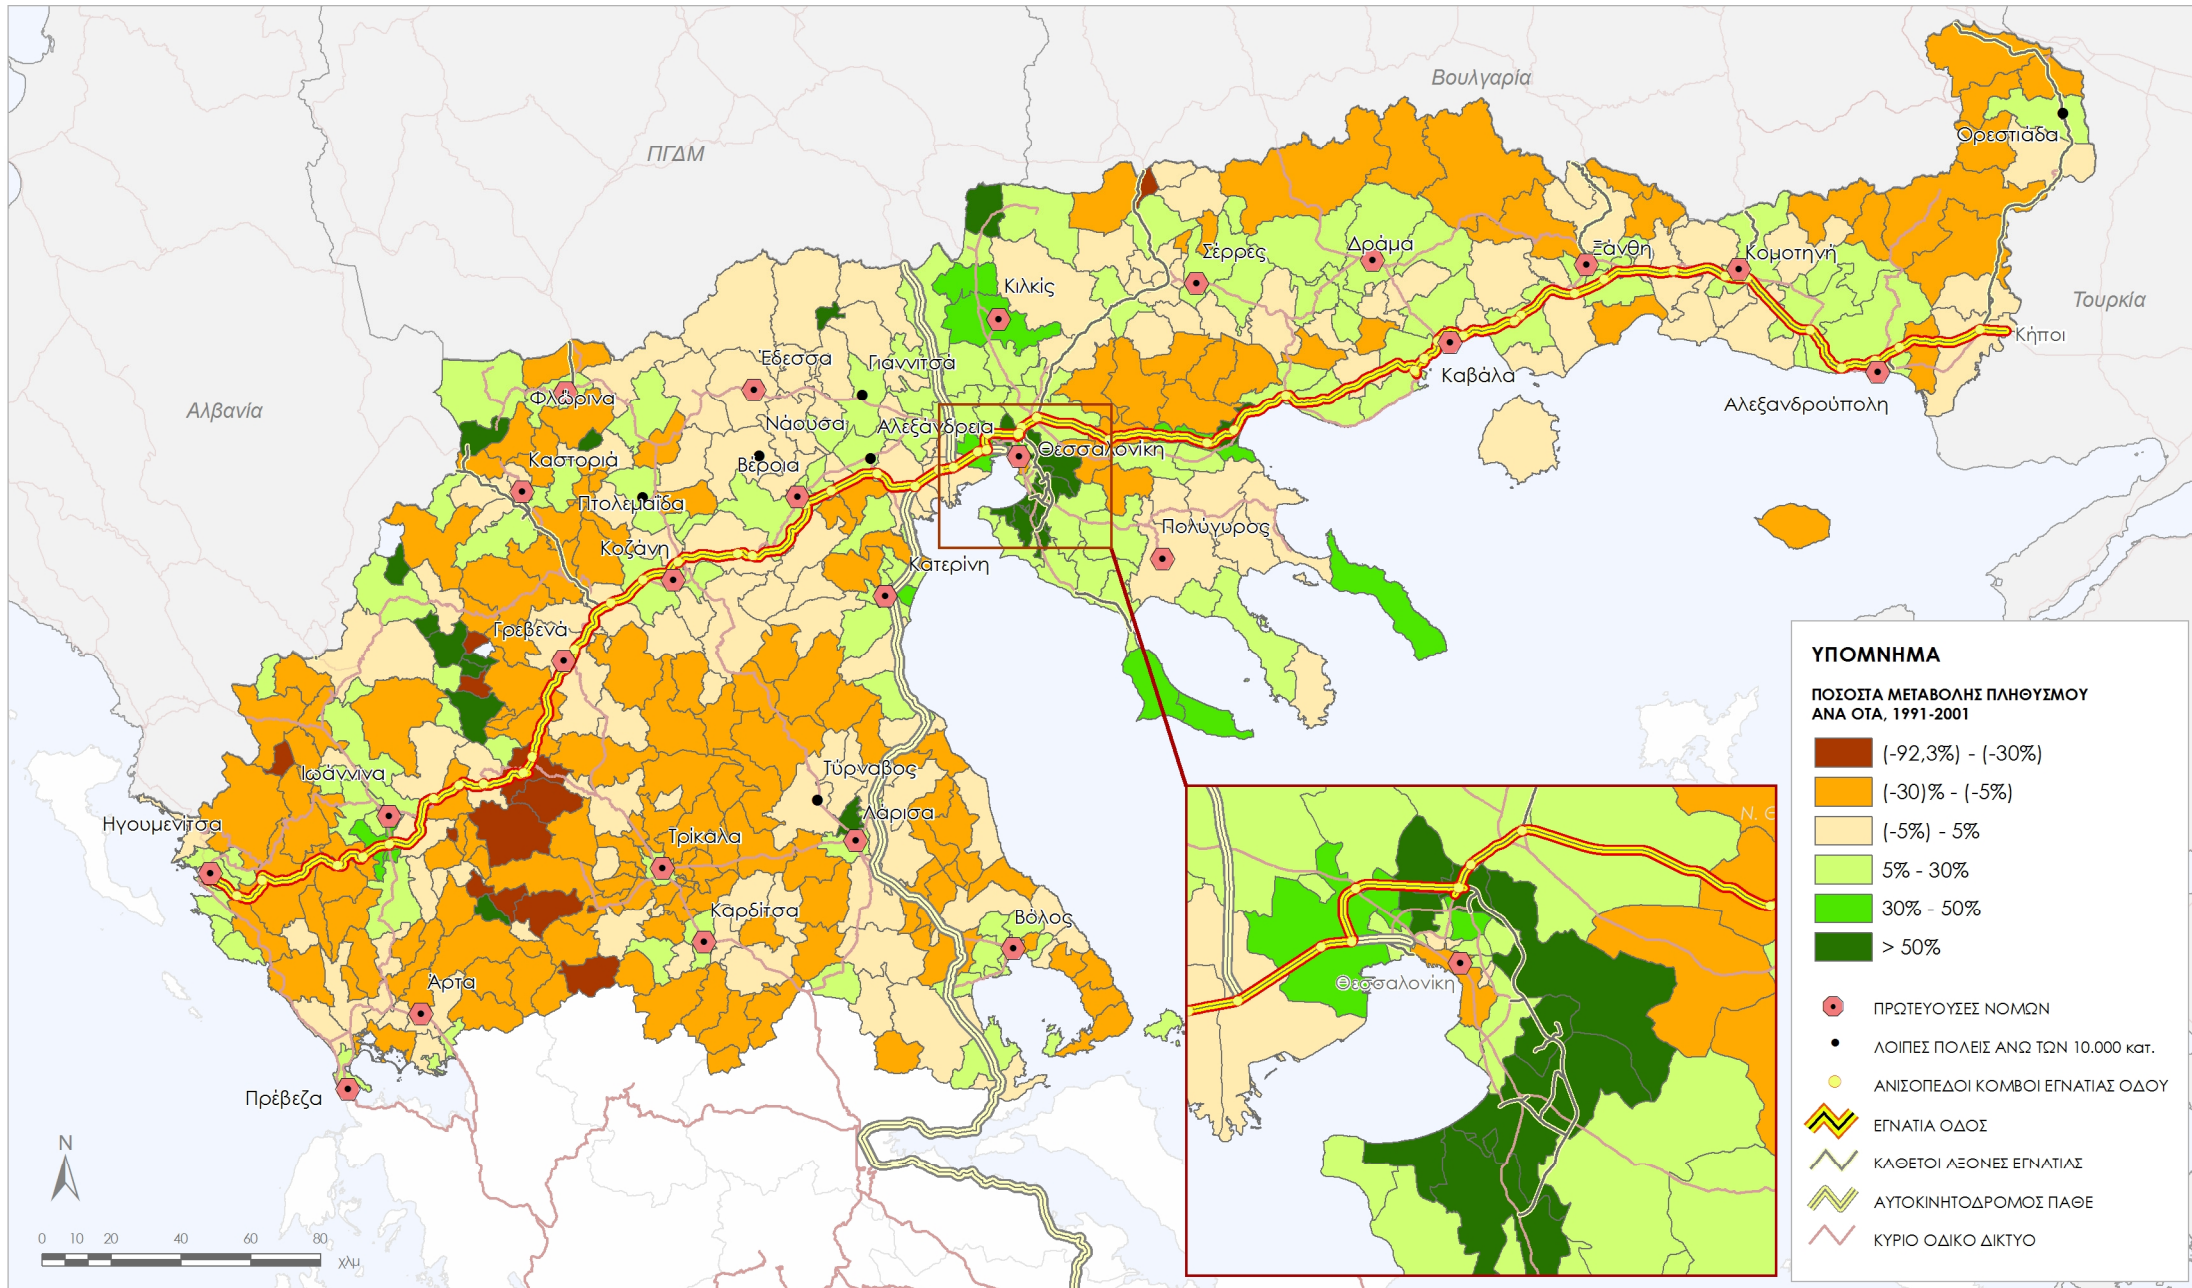 Βουλγαρία
ΠΓΔΜ
Ορεστιάδα
Σέρρες
Δράμα
Ξάνθη
Κομοτηνή
Τουρκία
Κιλκίς
Κήποι
Έδεσσα
Γιαννιτσά
Καβάλα
Φλώρινα
Αλβανία
Αλεξανδρούπολη
Νάουσα
Αλεξάνδρεια
Θεσσαλονίκη
Καστοριά
Βέροια
Πτολεμαΐδα
Πολύγυρος
Κοζάνη
Κατερίνη
Γρεβενά
Ιωάννινα
Τύρναβος
Ηγουμενίτσα
Λάρισα
Τρίκαλα
Καρδίτσα
Βόλος
Άρτα
Πρέβεζα
N
0 10 20 40 60 80
χλμ
Ν. Θ
Θεσσαλονίκη
ΥΠΟΜΝΗΜΑ
ΠΟΣΟΣΤΑ ΜΕΤΑΒΟΛΗΣ ΠΛΗΘΥΣΜΟΥ
ΑΝΑ ΟΤΑ, 1991-2001
(-92,3%) - (-30%)
(-30)% - (-5%)
(-5%) - 5%
5% - 30%
30% - 50%
> 50%
ΠΡΩΤΕΥΟΥΣΕΣ ΝΟΜΩΝ
ΛΟΙΠΕΣ ΠΟΛΕΙΣ ΑΝΩ ΤΩΝ 10.000 κατ.
ΑΝΙΣΟΠΕΔΟΙ ΚΟΜΒΟΙ ΕΓΝΑΤΙΑΣ ΟΔΟΥ
ΕΓΝΑΤΙΑ ΟΔΟΣ
ΚΑΘΕΤΟΙ ΑΞΟΝΕΣ ΕΓΝΑΤΙΑΣ
ΑΥΤΟΚΙΝΗΤΟΔΡΟΜΟΣ ΠΑΘΕ
ΚΥΡΙΟ ΟΔΙΚΟ ΔΙΚΤΥΟ